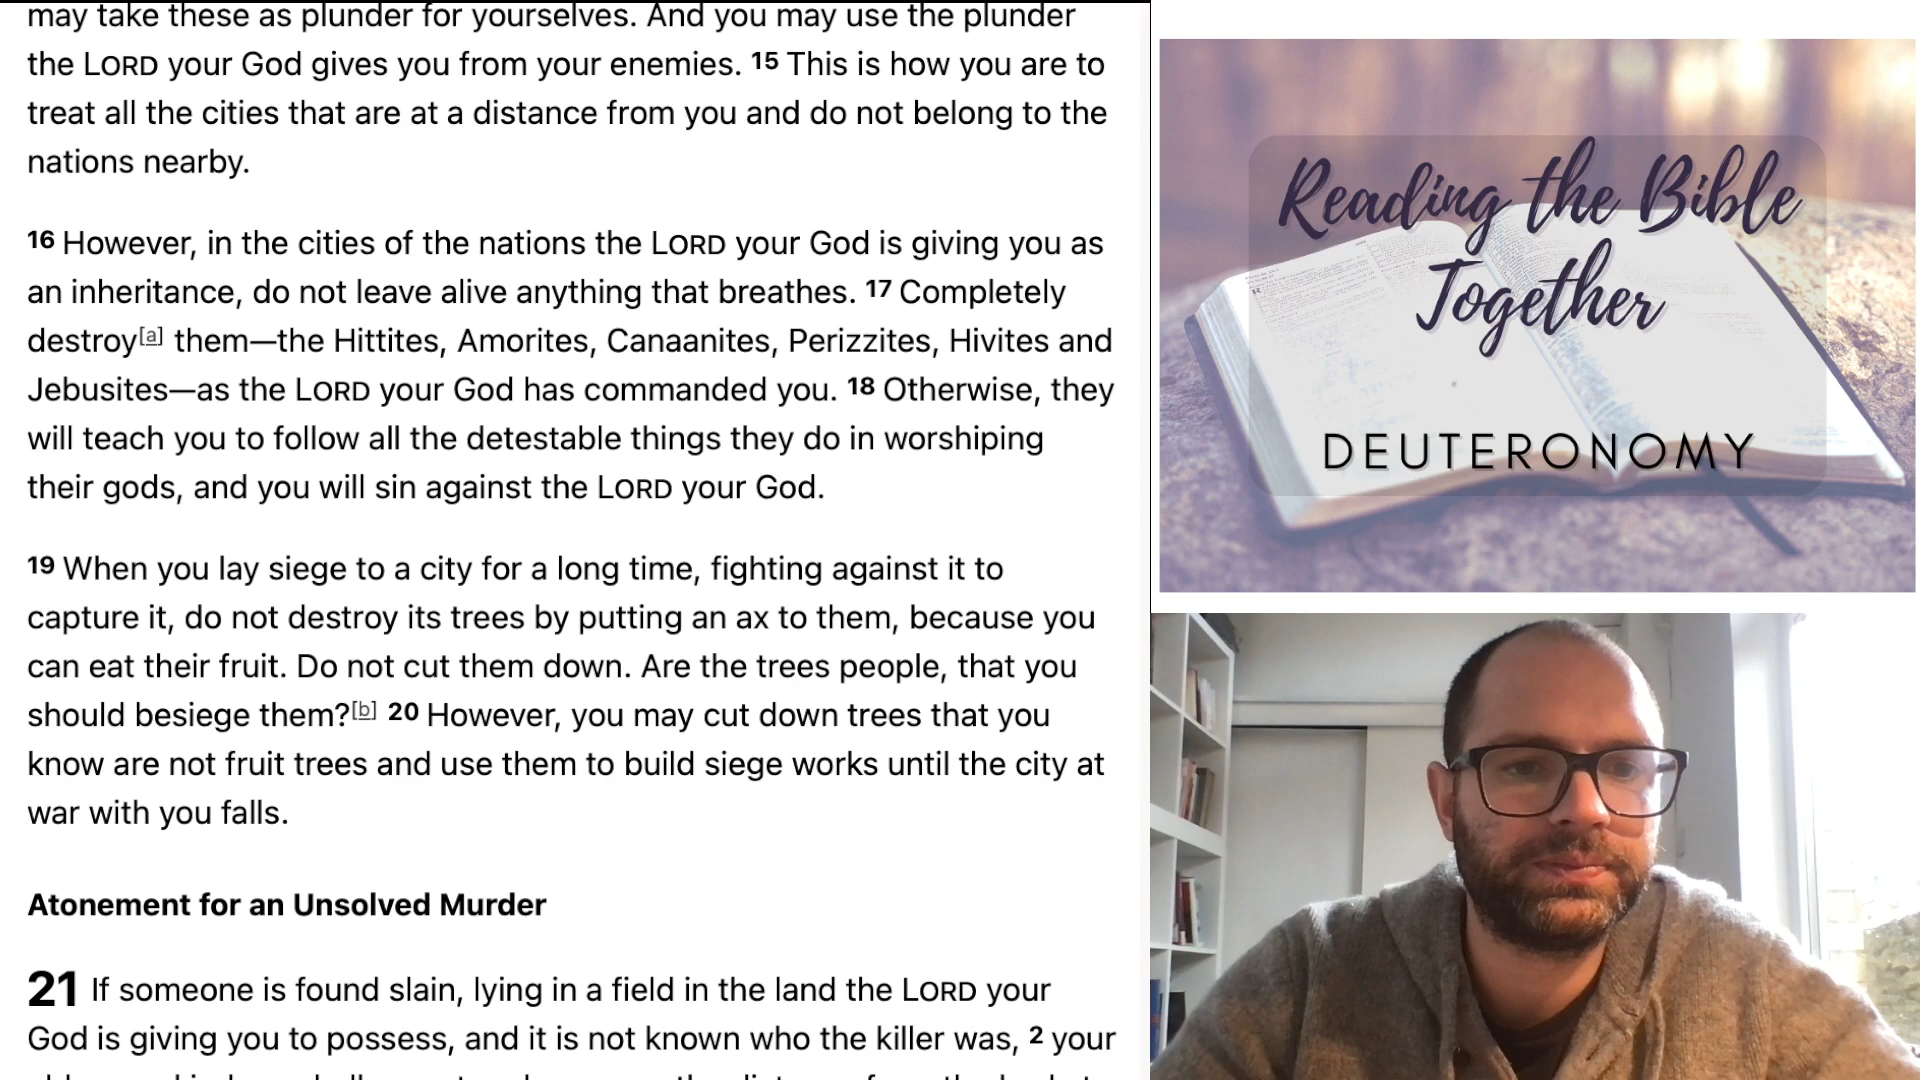 may take these as plunder for yourselves. And you may use the plunder
the LORD your God gives you from your enemies. 15 This is how you are to
treat all the cities that are at a distance from you and do not belong to the
nations nearby.
16 However, in the cities of the nations the LORD your God is giving you as
an inheritance, do not leave alive anything that breathes. 17 Completely
destroy[a] them—the Hittites, Amorites, Canaanites, Perizzites, Hivites and
Jebusites—as the LORD your God has commanded you. 18 Otherwise, they
will teach you to follow all the detestable things they do in worshiping
their gods, and you will sin against the LORD your God.
19 When you lay siege to a city for a long time, fighting against it to
capture it, do not destroy its trees by putting an ax to them, because you
can eat their fruit. Do not cut them down. Are the trees people, that you
should besiege them?[b] 20 However, you may cut down trees that you
know are not fruit trees and use them to build siege works until the city at
war with you falls.
Atonement for an Unsolved Murder
21 If someone is found slain, lying in a field in the land the LORD your
God is giving you to possess, and it is not known who the killer was, 2 your
Reading the Bible
Together
DEUTERONOMY